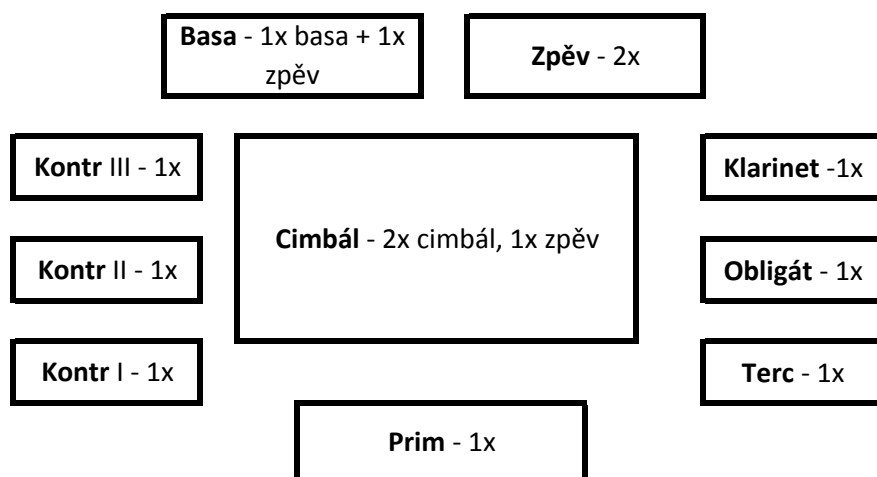 Basa - 1x basa + 1x
zpěv
Zpěv - 2x
Kontr III - 1x
Klarinet -1x
Cimbál - 2x cimbál, 1x zpěv
Kontr II - 1x
Obligát - 1x
Kontr I - 1x
Terc - 1x
Prim - 1x